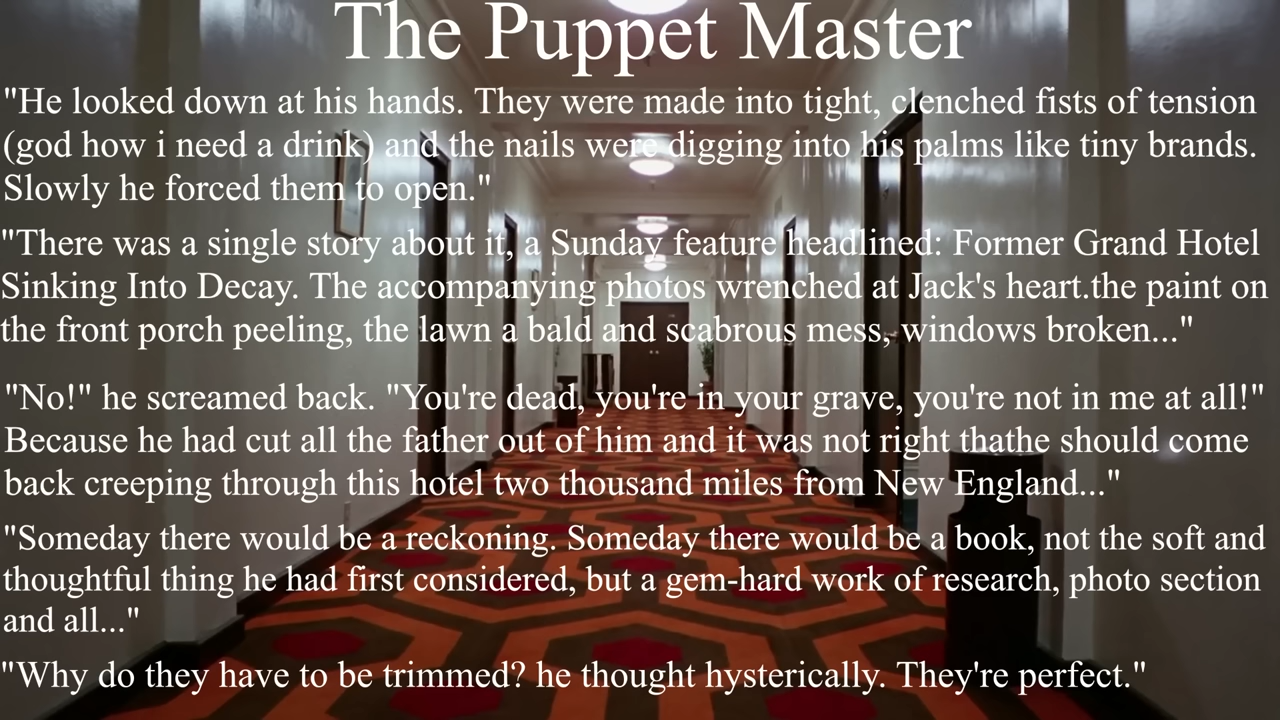 The Puppet Master
"He looked down at his hands. They were made into tight, clenched fists of tension
(god how i need a drink) and the nails were digging into his palms like tiny brands.
Slowly he forced them to open."
"There was a single story about it, a Sunday feature headlined: Former Grand Hotel
Sinking Into Decay. The accompanying photos wrenched at Jack's heart.the paint on
the front porch peeling, the lawn a bald and scabrous mess, windows broken..."
"No!" he screamed back. "You're dead, you're in your grave, you're not in me at all!"
Because he had cut all the father out of him and it was not right thathe should come
back creeping through this hotel two thousand miles from New England..."
"Someday there would be a reckoning. Someday there would be a book, not the soft and
thoughtful thing he had first considered, but a gem-hard work of research, photo section
and all..."
"Why do they have to be trimmed? he thought hysterically. They're perfect."